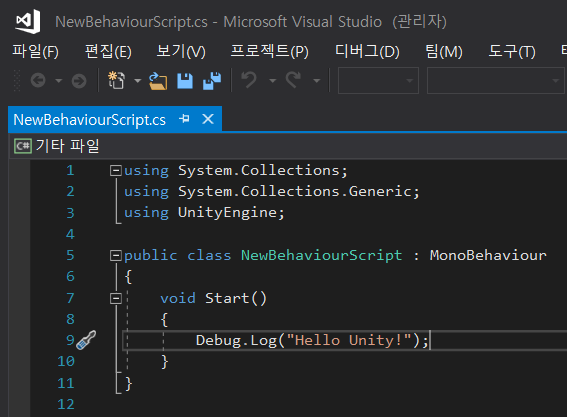 NewBehaviourScript.cs - Microsoft Visual Studio (관리자)
파일(F) 편집(E) 보기(V) 프로젝트(P) 디버그(D) 팀(M) 도구(T)
NewBehaviourScript.cs
C# 기타 파일
1 using System.Collections;
2 using System.Collections.Generic;
3 using UnityEngine;
4
5 public class NewBehaviourScript : MonoBehaviour
6 {
7 void Start()
8 {
9 Debug.Log("Hello Unity!");
10 }
11 }
12